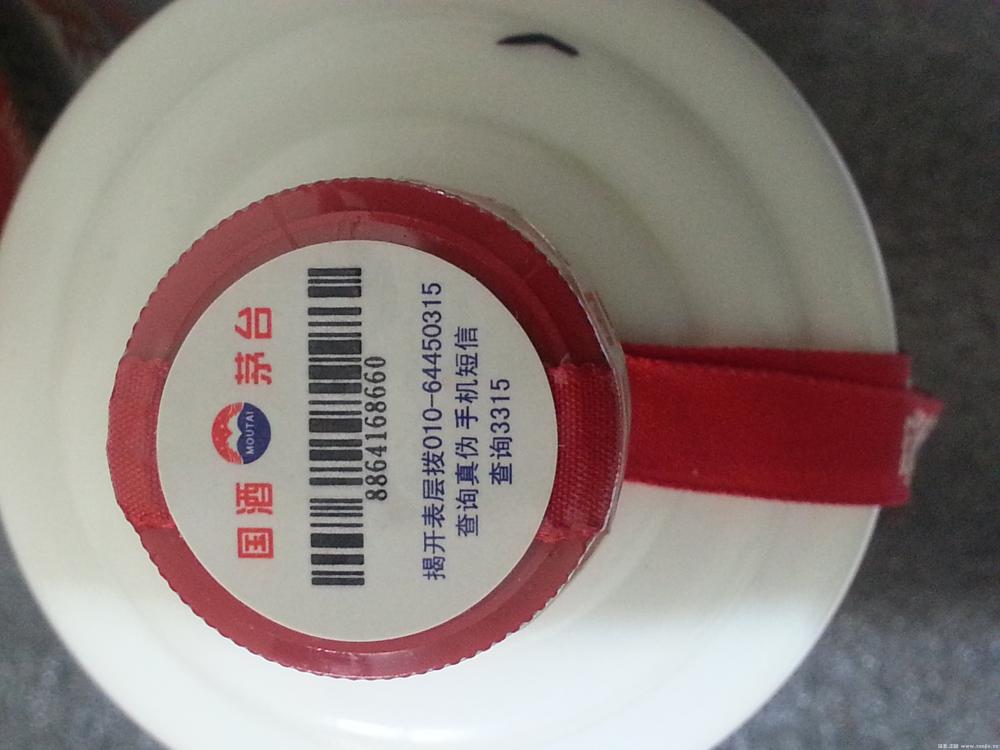 国酒 MOUTAI 茅台
8864168660
揭开表层拨010-64450315
查询真伪 手机短信
查询3315